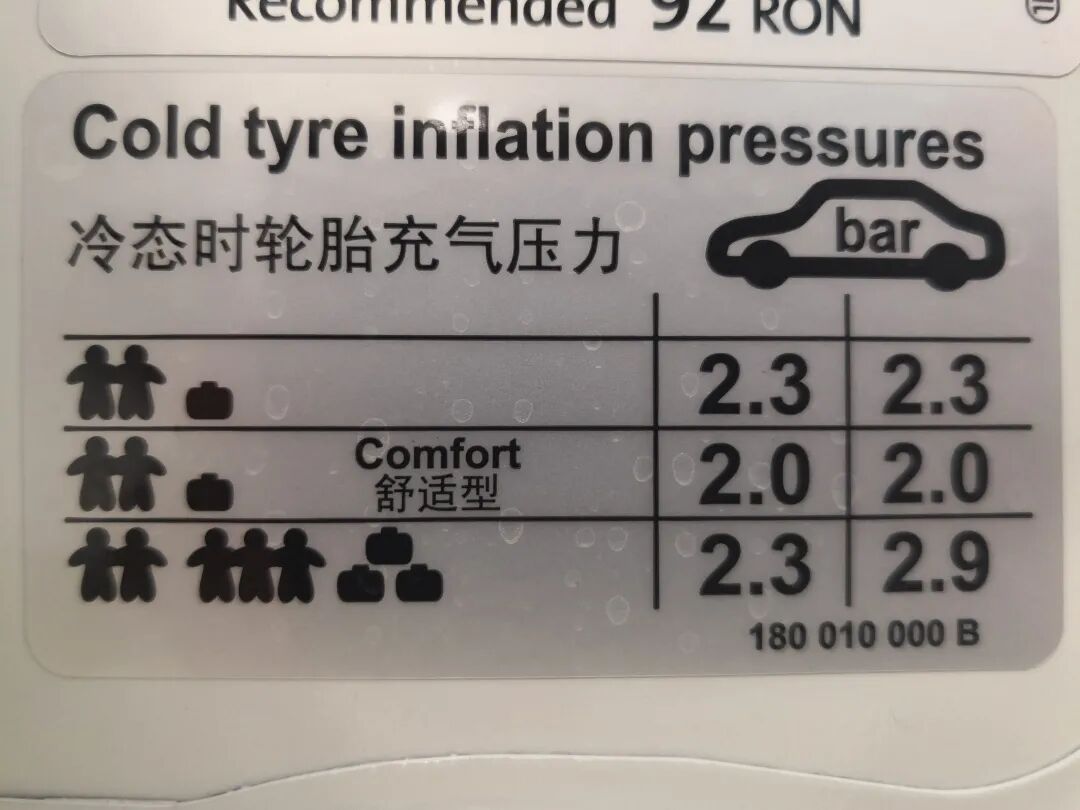 Recommended 92 RON
Cold tyre inflation pressures
冷态时轮胎充气压力
bar
2.3 2.3
Comfort
舒适型
2.0 2.0
2.3 2.9
180 010 000 B